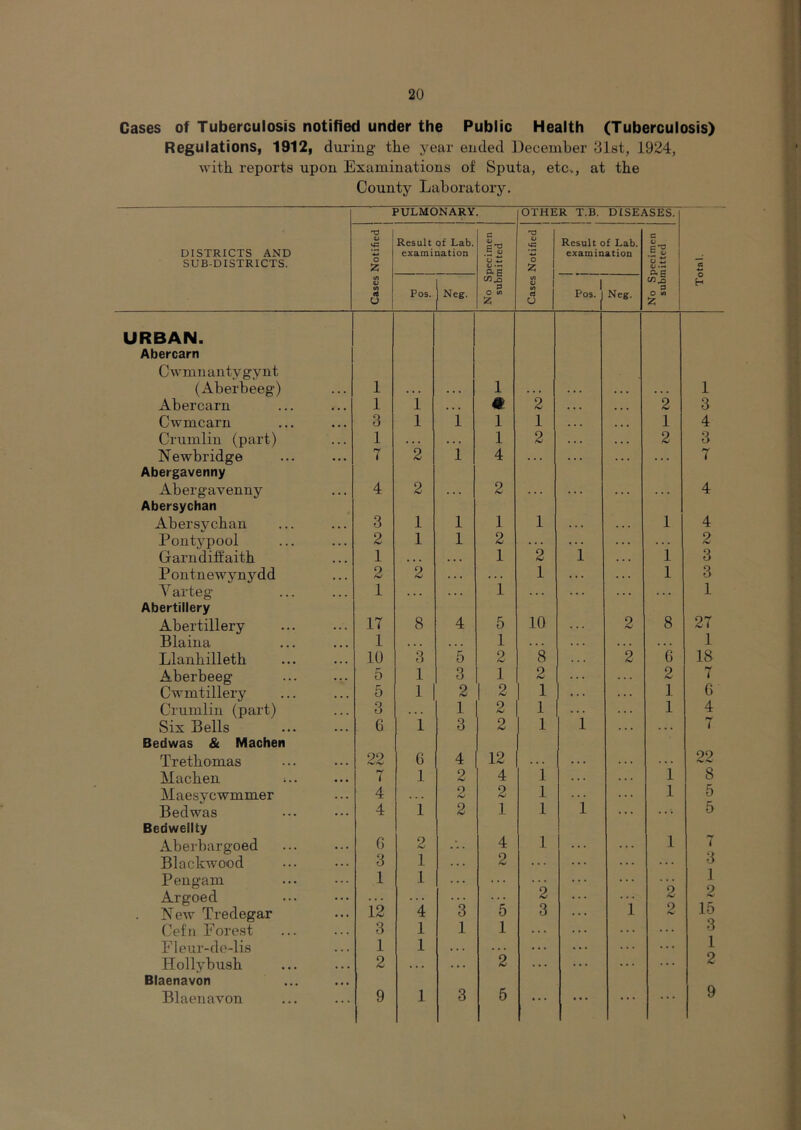 20
Cases of Tuberculosis notified under the Public Health (Tuberculosis)
Regulations, 1912, during the year ended December 31st, 1924,
with reports upon Examinations of Sputa, etc., at the
County Laboratory.
PULMONARY. OTHER T.B. DISEASES.
DISTRICTS AND SUB-DISTRICTS. Cases Notified Result of Lab. examination No Specimen submitted Cases Notified Result of Lab. examination No Specimen submitted Total.
Pos. Neg. Pos. Neg.
URBAN.
Abercarn
Cwmnantygynt
(Aberbeeg) ... 1 ... ... 1 ... ... ... ... 1
Abercarn ... ... 1 1 ... 2 ... ... 2 3
Cwmcarn ... ... 3 1 1 1 1 ... ... 1 4
Crumlin (part) ... 1 ... ... 1 2 ... ... 2 3
Newbridge ... ... 7 2 1 4 ... ... ... ... 7
Abergavenny
Abergavenny ... 4 2 ... 2 ... ... ... ... 4
Abersychan
Abersychan ... ... 3 1 1 1 1 ... ... 1 4
Pontypool ... ... 2 1 1 2 ... ... ... ... 2
Garndiffaith ... 1 ... ... 1 2 1 ... 1 3
Pontnewynydd ... 2 2 ... ... 1 ... ... 1 3
Varteg ... ... 1 ... ... 1 ... ... ... ... 1
Abertillery
Abertillery ... ... 17 8 4 5 10 ... 2 8 27
Blaina ... ... 1 ... ... 1 ... ... ... ... 1
Llanhilleth ... ... 10 3 5 2 8 ... 2 6 18
Aberbeeg ... ... 5 1 3 1 2 ... ... 2 7
Cwmtillery ... ... 5 1 2 2 1 ... ... 1 6
Crumlin (part) ... 3 ... 1 2 1 ... ... 1 4
Six Bells ... ... 6 1 3 2 1 1 ... ... 7
Bedwas & Machen
Trethomas ... ... 22 6 4 12 ... ... ... ... 22
Machen ... ... 7 1 2 4 1 ... ... 1 8
Maesycwmmer ... 4 ... 2 2 1 ... ... 1 5
Bedwas ... ... 4 1 2 1 1 1 ... ... 5
Bedwellty
Aberbargoed ... ... 6 2 ... 4 1 ... ... 1 7
Blackwood ... ... 3 1 ... 2 ... ... ... ... 3
Pengam ... ... 1 1 ... ... ... ... ... ... 1
Argoed ... ... ... ... ... ... 2 ... ... 2 2
New Tredegar ... 12 4 3 5 3 ... 1 2 15
Cefn Forest ... ... 3 1 1 1 ... ... ... ... 3
Fleur-de-lis ... 1 1 ... ... ... ... ... ... 1
Hollybush ... ... 2 ... ... 2 ... ... ... ... 2
Blaenavon ... ...
Blaenavon ... ... 9 1 3 5 ... ... ... ... 9